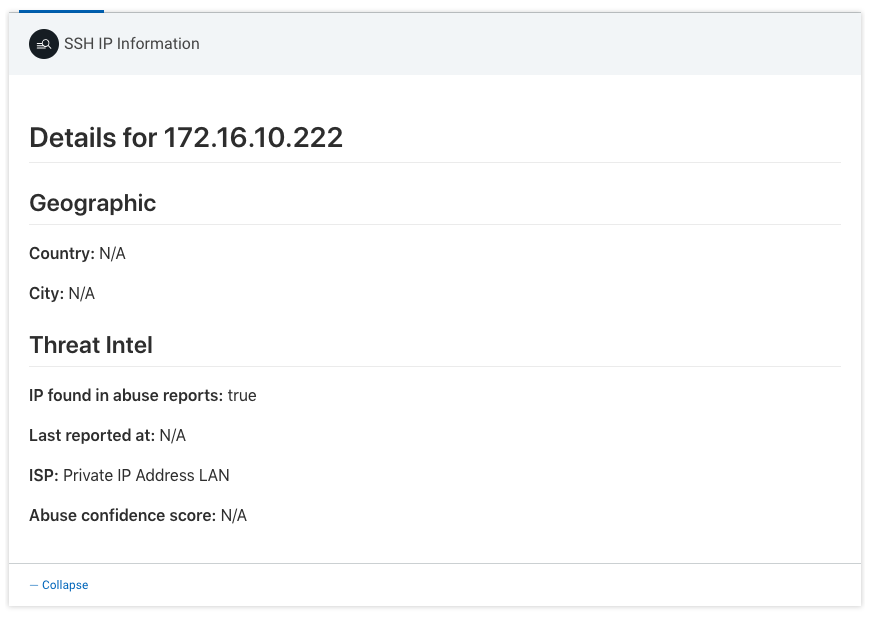 SSH IP Information
Details for 172.16.10.222
Geographic
Country: N/A
City: N/A
Threat Intel
IP found in abuse reports: true
Last reported at: N/A
ISP: Private IP Address LAN
Abuse confidence score: N/A
— Collapse